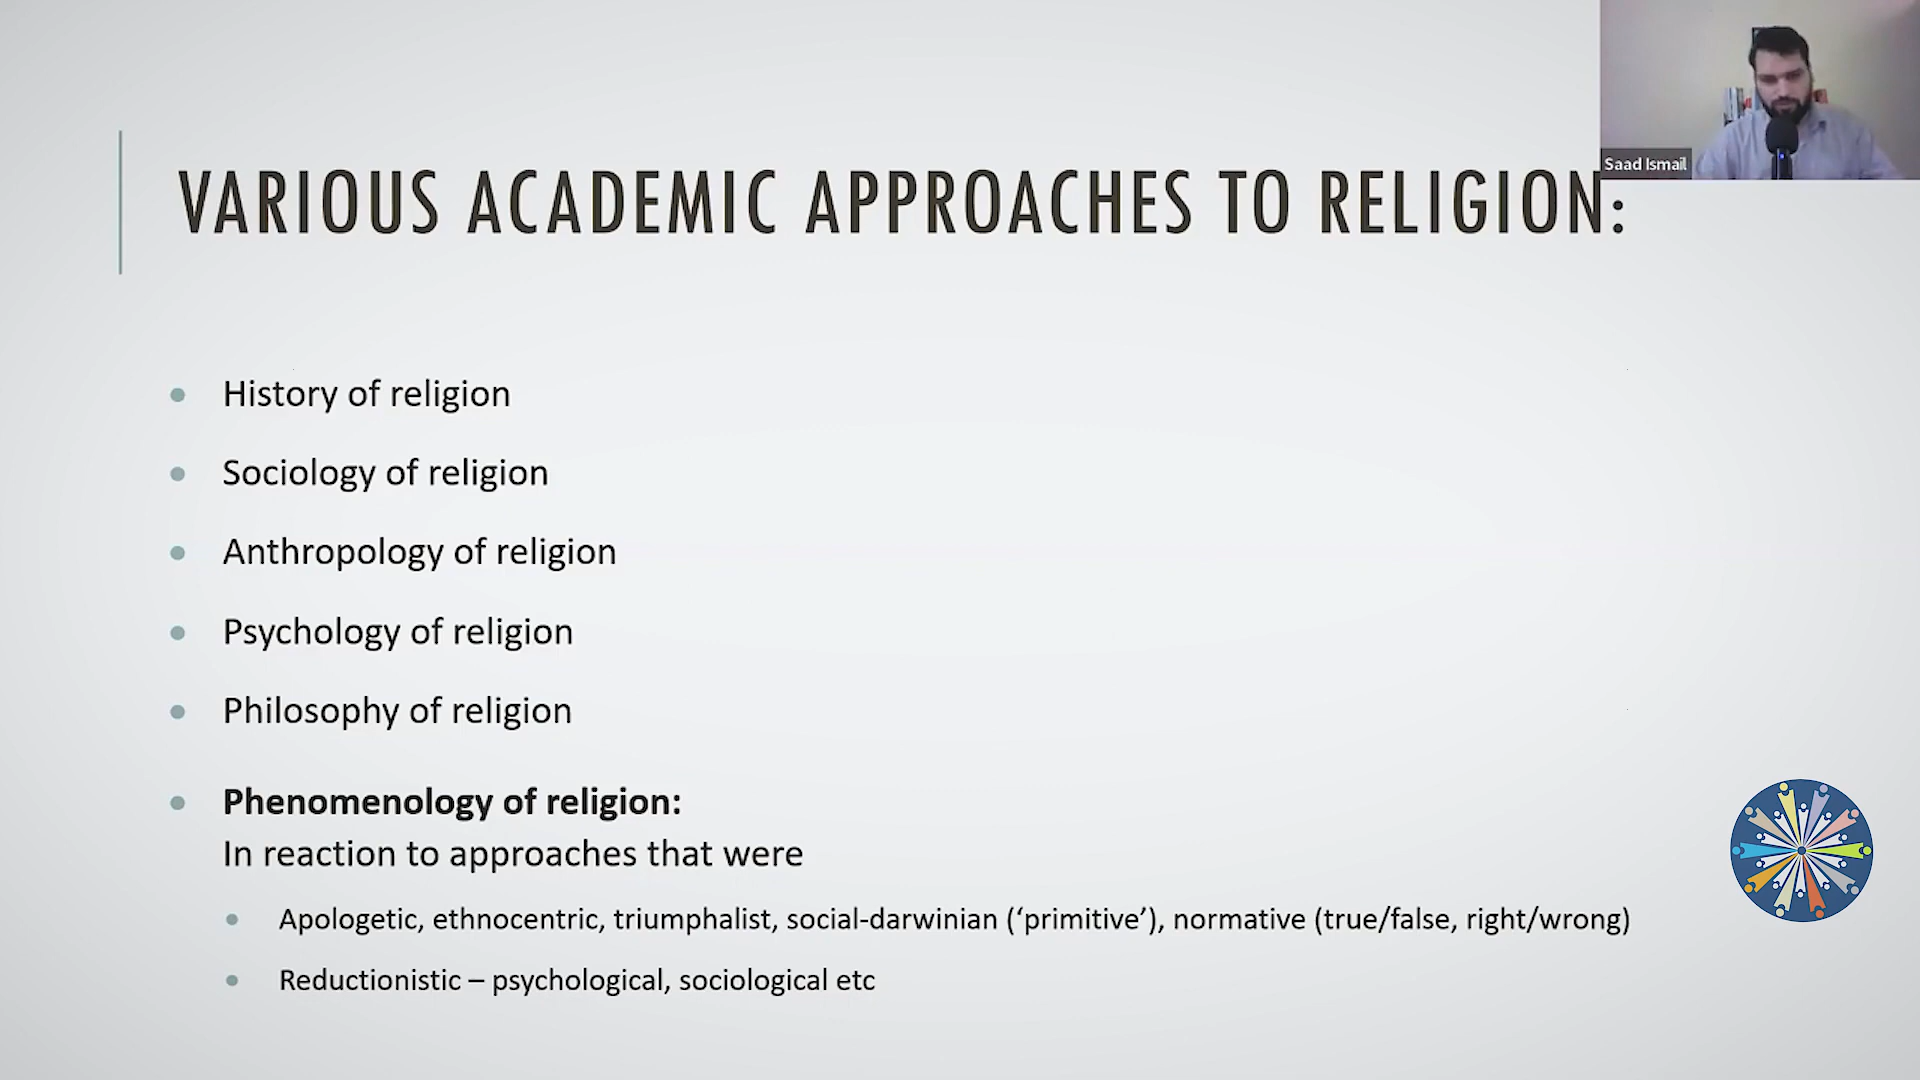 Saad Ismail
VARIOUS ACADEMIC APPROACHES TO RELIGION:
History of religion
Sociology of religion
Anthropology of religion
Psychology of religion
Philosophy of religion
Phenomenology of religion:
In reaction to approaches that were
Apologetic, ethnocentric, triumphalist, social-darwinian (‘primitive’), normative (true/false, right/wrong)
Reductionistic – psychological, sociological etc